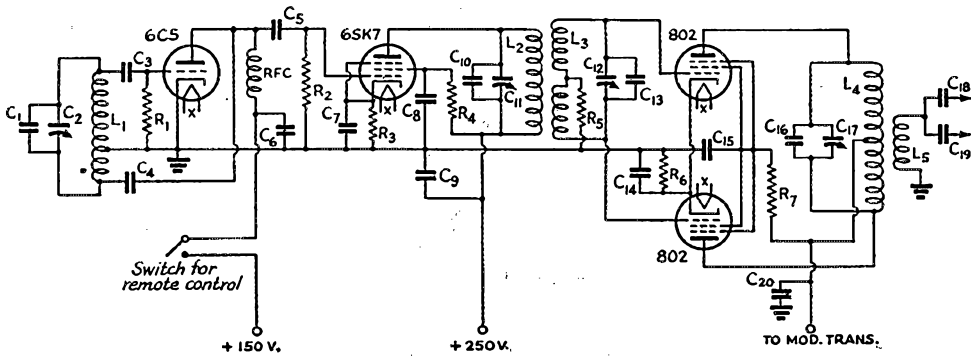 6C5
C5
6SK7
L2
L3
802
C3
RFC
C10
C12
L4
C18
C1
C2
L1
R1
R2
C11
C13
C7
C8
R4
R5
C16
C17
C19
C6
R3
C15
L5
C4
C9
C14
R6
R7
X
X
X
X
802
Switch for
remote control
C20
+ 150 V.
+ 250 V.
TO MOD. TRANS.